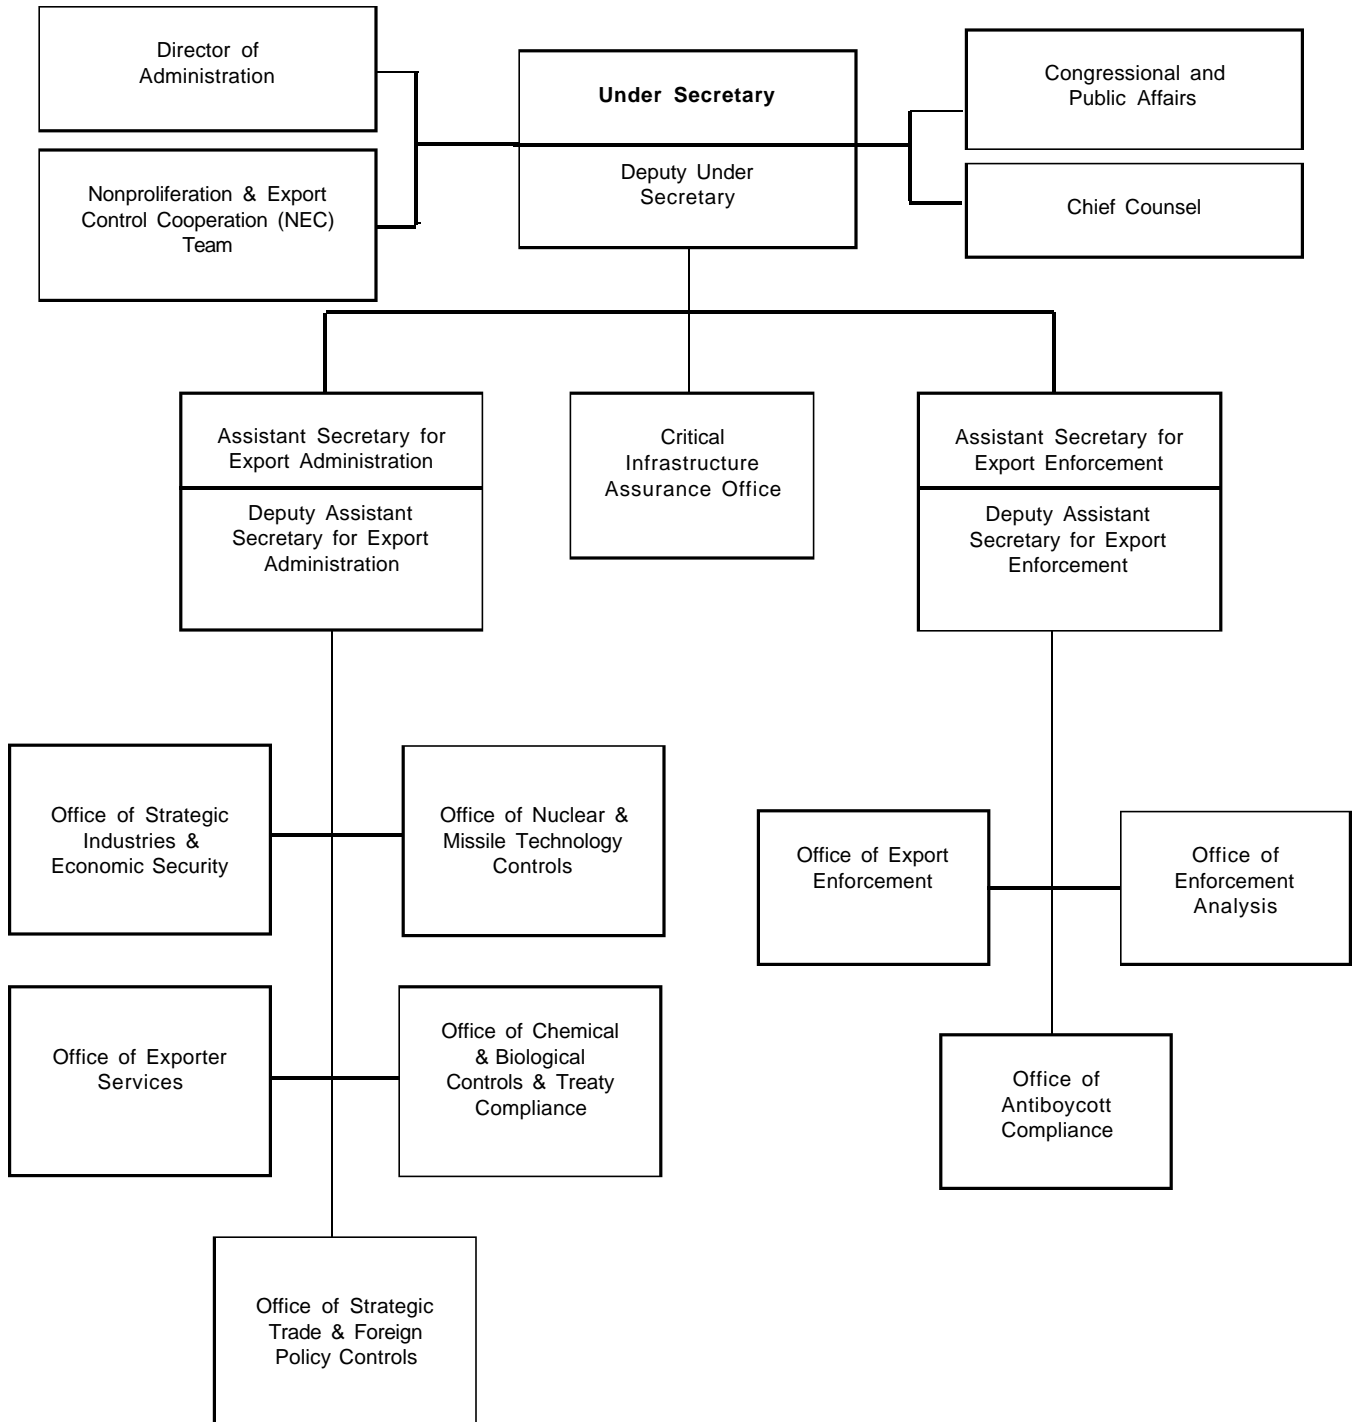 Director of
Administration
Under Secretary
Congressional and
Public Affairs
Deputy Under
Secretary
Nonproliferation & Export
Control Cooperation (NEC)
Team
Chief Counsel
Assistant Secretary for
Export Administration
Deputy Assistant
Secretary for Export
Administration
Critical
Infrastructure
Assurance Office
Assistant Secretary for
Export Enforcement
Deputy Assistant
Secretary for Export
Enforcement
Office of Strategic
Industries &
Economic Security
Office of Nuclear &
Missile Technology
Controls
Office of Export
Enforcement
Office of
Enforcement
Analysis
Office of Exporter
Services
Office of Chemical
& Biological
Controls & Treaty
Compliance
Office of
Antiboycott
Compliance
Office of Strategic
Trade & Foreign
Policy Controls